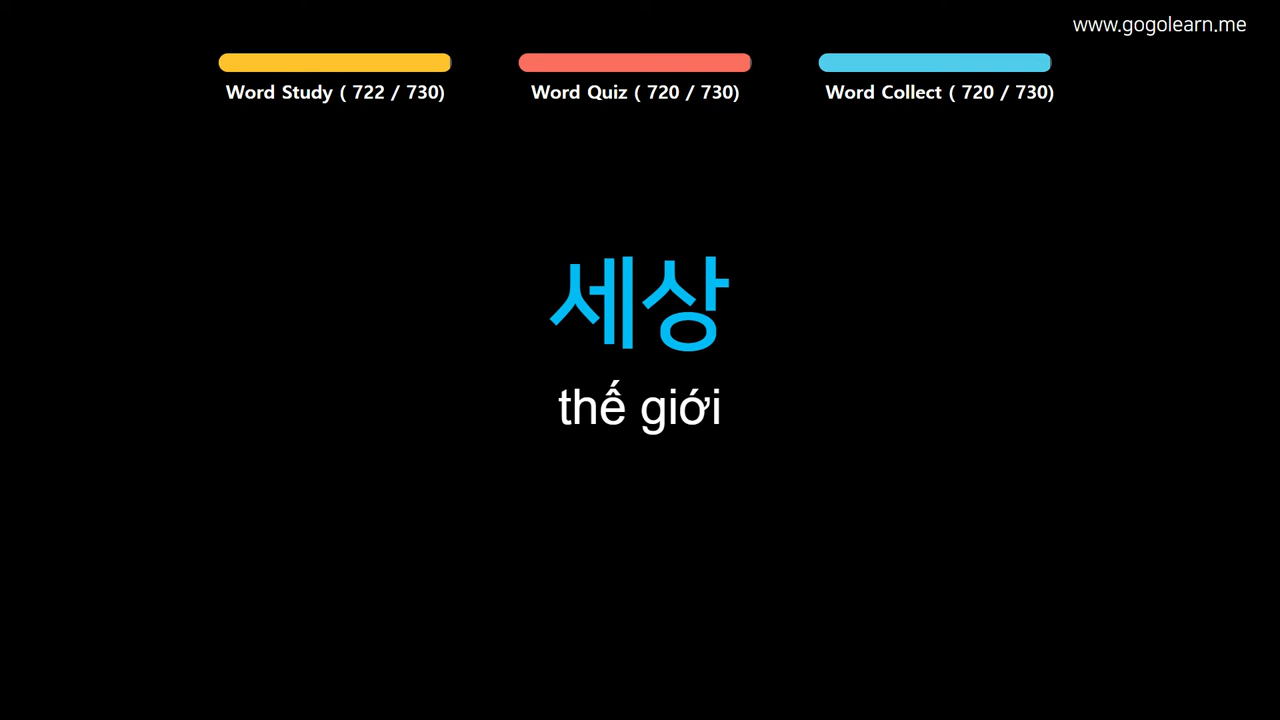 www.gogolearn.me
Word Study ( 722 / 730)
Word Quiz ( 720 / 730)
Word Collect ( 720 / 730)
세상
thế giới